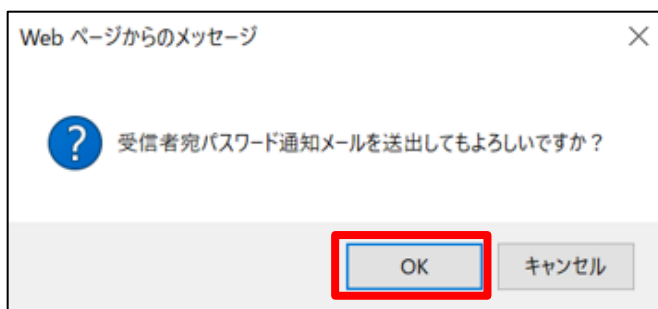 Web ページからのメッセージ
受信者宛パスワード通知メールを送出してもよろしいですか？
OK
キャンセル